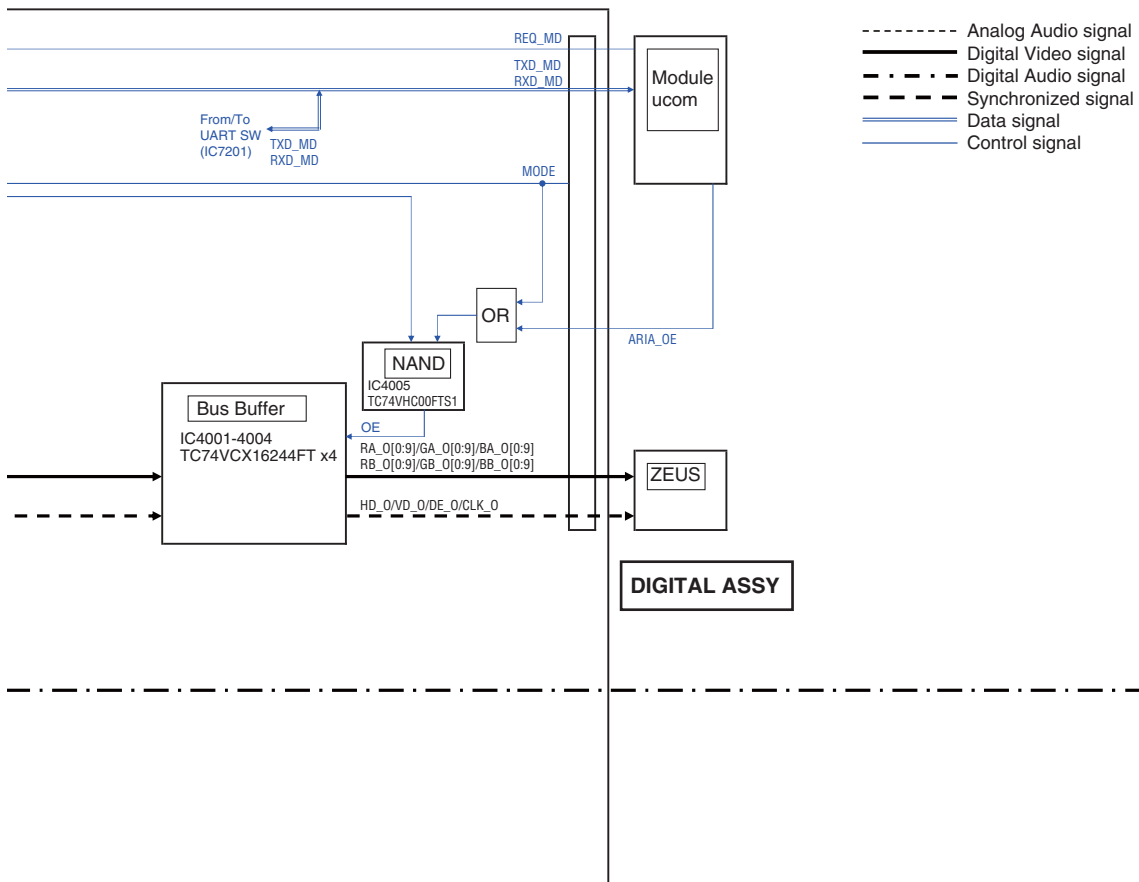 REQ_MD
TXD_MD
RXD_MD
Module
ucom
From/To
UART SW
(IC7201)
TXD_MD
RXD_MD
MODE
OR
ARIA_OE
NAND
IC4005
TC74VHC00FTS1
OE
Bus Buffer
IC4001-4004
TC74VCX16244FT x4
RA_O[0:9]/GA_O[0:9]/BA_O[0:9]
RB_O[0:9]/GB_O[0:9]/BB_O[0:9]
HD_O/VD_O/DE_O/CLK_O
ZEUS
DIGITAL ASSY
Analog Audio signal
Digital Video signal
Digital Audio signal
Synchronized signal
Data signal
Control signal